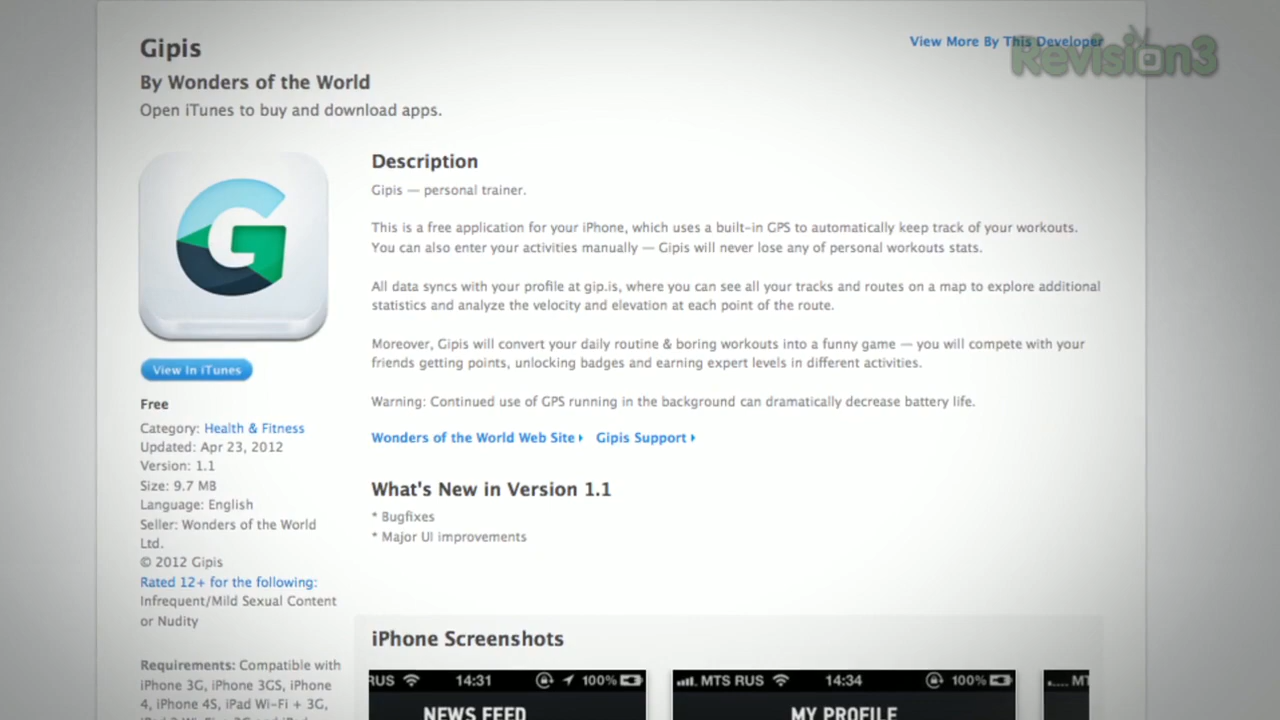 Gipis
View More By This Developer
Revision3
By Wonders of the World
Open iTunes to buy and download apps.
Description
Gipis — personal trainer.
This is a free application for your iPhone, which uses a built-in GPS to automatically keep track of your workouts.
You can also enter your activities manually — Gipis will never lose any of personal workouts stats.
All data syncs with your profile at gip.is, where you can see all your tracks and routes on a map to explore additional
statistics and analyze the velocity and elevation at each point of the route.
Moreover, Gipis will convert your daily routine & boring workouts into a funny game — you will compete with your
friends getting points, unlocking badges and earning expert levels in different activities.
Warning: Continued use of GPS running in the background can dramatically decrease battery life.
Wonders of the World Web Site Gipis Support
What's New in Version 1.1
* Bugfixes
* Major UI improvements
G
View In iTunes
Free
Category: Health & Fitness
Updated: Apr 23, 2012
Version: 1.1
Size: 9.7 MB
Language: English
Seller: Wonders of the World
Ltd.
© 2012 Gipis
Rated 12+ for the following:
Infrequent/Mild Sexual Content
or Nudity
Requirements: Compatible with
iPhone 3G, iPhone 3GS, iPhone
4, iPhone 4S, iPad Wi-Fi + 3G,
iPhone Screenshots
RUS 14:31 100%
NEWS FEED
MTS RUS 14:34 100%
MY PROFILE